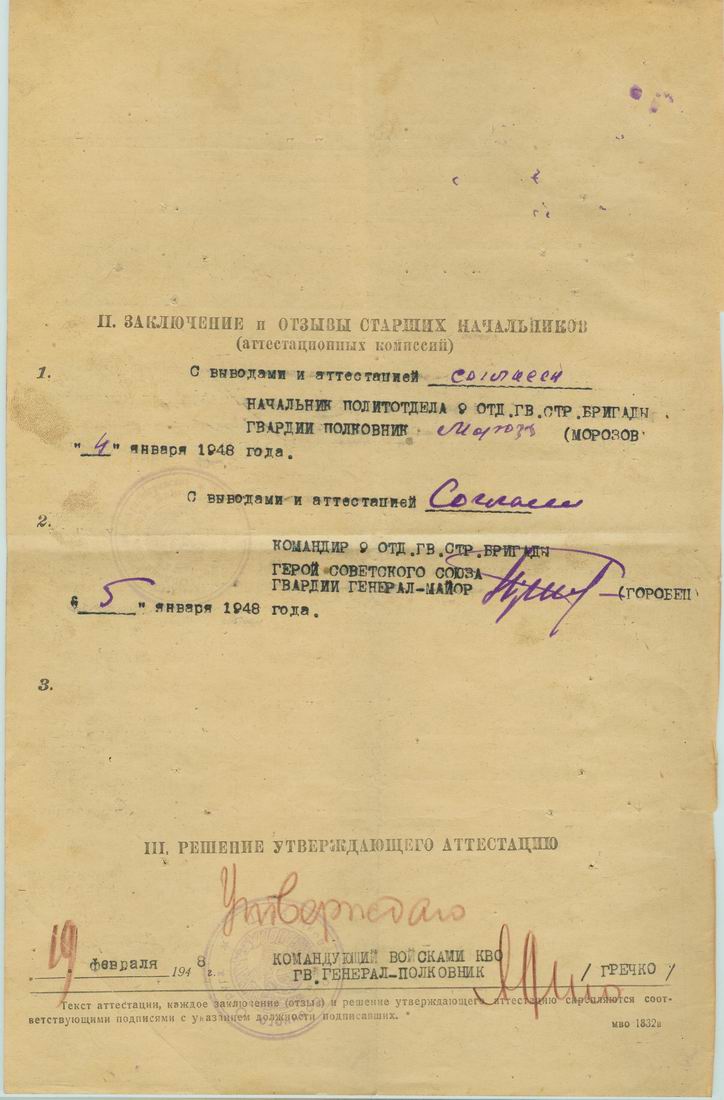 II. ЗАКЛЮЧЕНИЕ и ОТЗЫВЫ СТАРШИХ НАЧАЛЬНИКОВ
(аттестационных комиссий)
1. С выводами и аттестацией согласен
НАЧАЛЬНИК ПОЛИТОТДЕЛА 9 ОТД.ГВ.СТР.БРИГАДЫ
ГВАРДИИ ПОЛКОВНИК Морозов (МОРОЗОВ
"4" января 1948 года.
С выводами и аттестацией Согласен
2.
КОМАНДИР 9 ОТД.ГВ.СТР.БРИГАДЫ
ГЕРОЙ СОВЕТСКОГО СОЮЗА
ГВАРДИИ ГЕНЕРАЛ-МАЙОР (ГОРОБЕЦ)
"5" января 1948 года.
3.
III. РЕШЕНИЕ УТВЕРЖДАЮЩЕГО АТТЕСТАЦИЮ
Утверждаю
19 февраля 1948 г. КОМАНДУЮЩИЙ ВОЙСКАМИ КВО
ГВ.ГЕНЕРАЛ-ПОЛКОВНИК / ГРЕЧКО /
Текст аттестации, каждое заключение (отзыв) и решение утверждающего аттестацию скрепляются соот-
ветствующими подписями с указанием должности подписавших.
мво 1832в